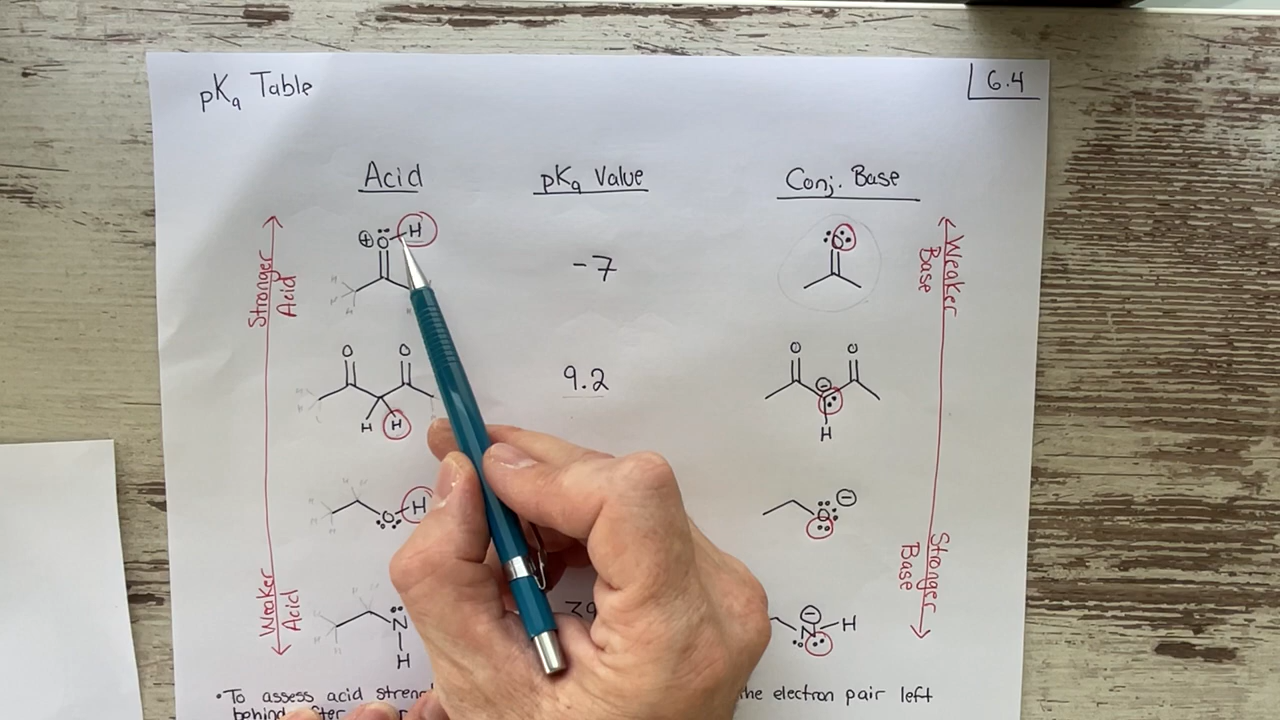 pKa Table
6.4
Acid
pKa Value
Conj. Base
Stronger Acid
Weaker Base
⊕ O H
-7
O
O O
H H
9.2
O O
⊖
H
O H
O ⊖
Weaker Acid
Stronger Base
N
H
N H
⊖
•To assess acid the electron pair left
behind